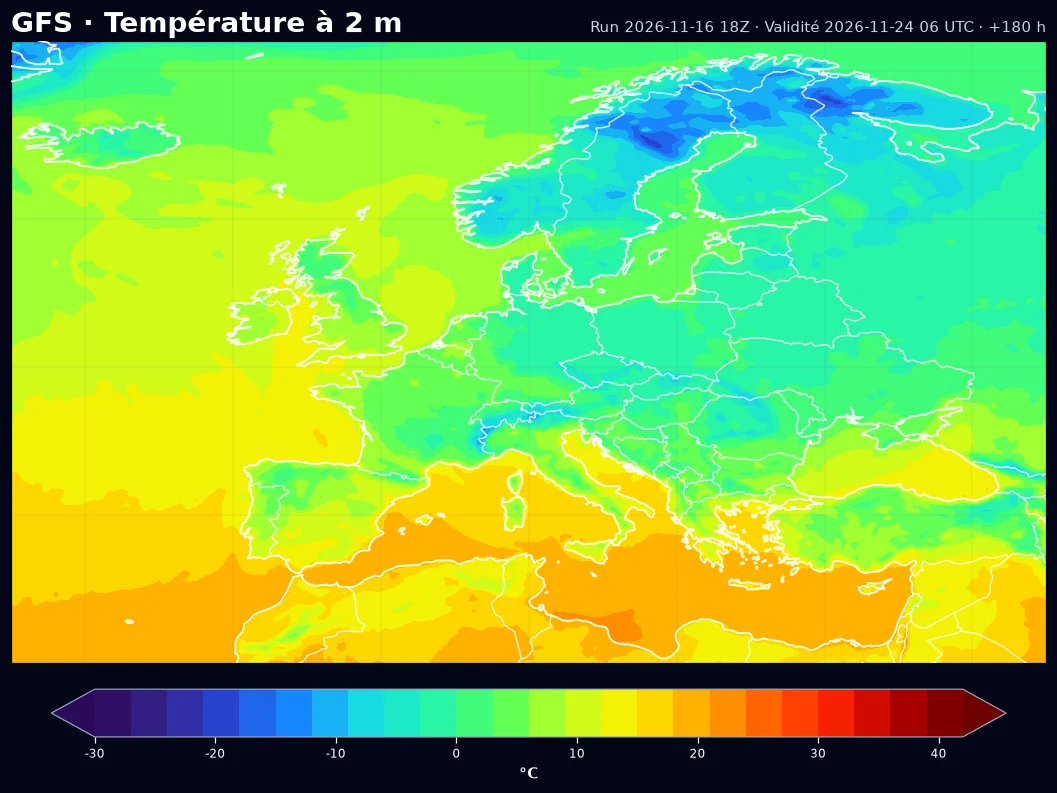 GFS · Température à 2 m
Run 2026-11-16 18Z · Validité 2026-11-24 06 UTC · +180 h
-30 -20 -10 0 10 20 30 40
°C